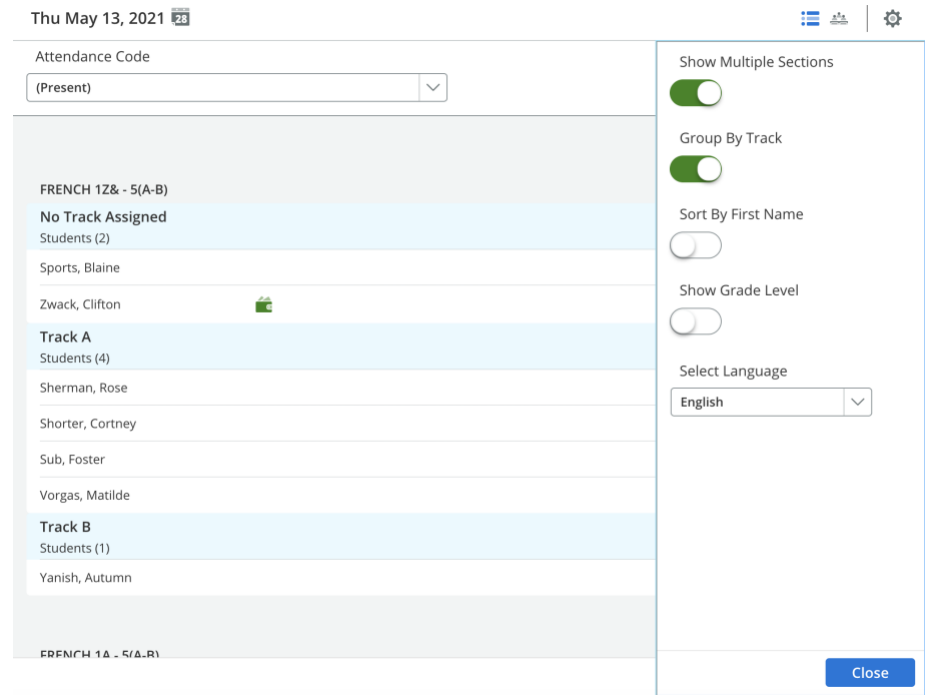 Thu May 13, 2021
28
Attendance Code
(Present)
FRENCH 1Z& - 5(A-B)
No Track Assigned
Students (2)
Sports, Blaine
Zwack, Clifton
Track A
Students (4)
Sherman, Rose
Shorter, Cortney
Sub, Foster
Vorgas, Matilde
Track B
Students (1)
Yanish, Autumn
FRENCH 1A - 5(A-B)
Show Multiple Sections
Group By Track
Sort By First Name
Show Grade Level
Select Language
English
Close